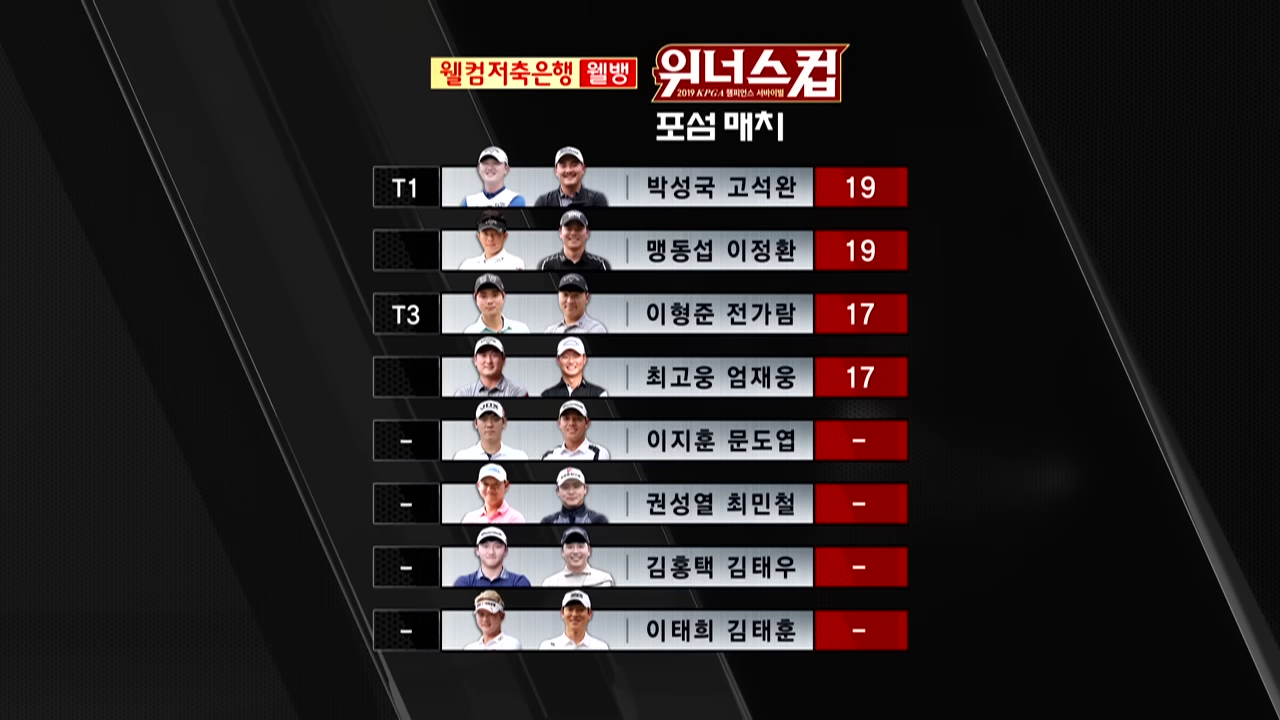 웰컴저축은행 웰뱅 위너스컵
2019 KPGA 챔피언스 서바이벌
포섬 매치
T1 박성국 고석완 19
맹동섭 이정환 19
T3 이형준 전가람 17
최고웅 엄재웅 17
- 이지훈 문도엽 -
- 권성열 최민철 -
- 김홍택 김태우 -
- 이태희 김태훈 -